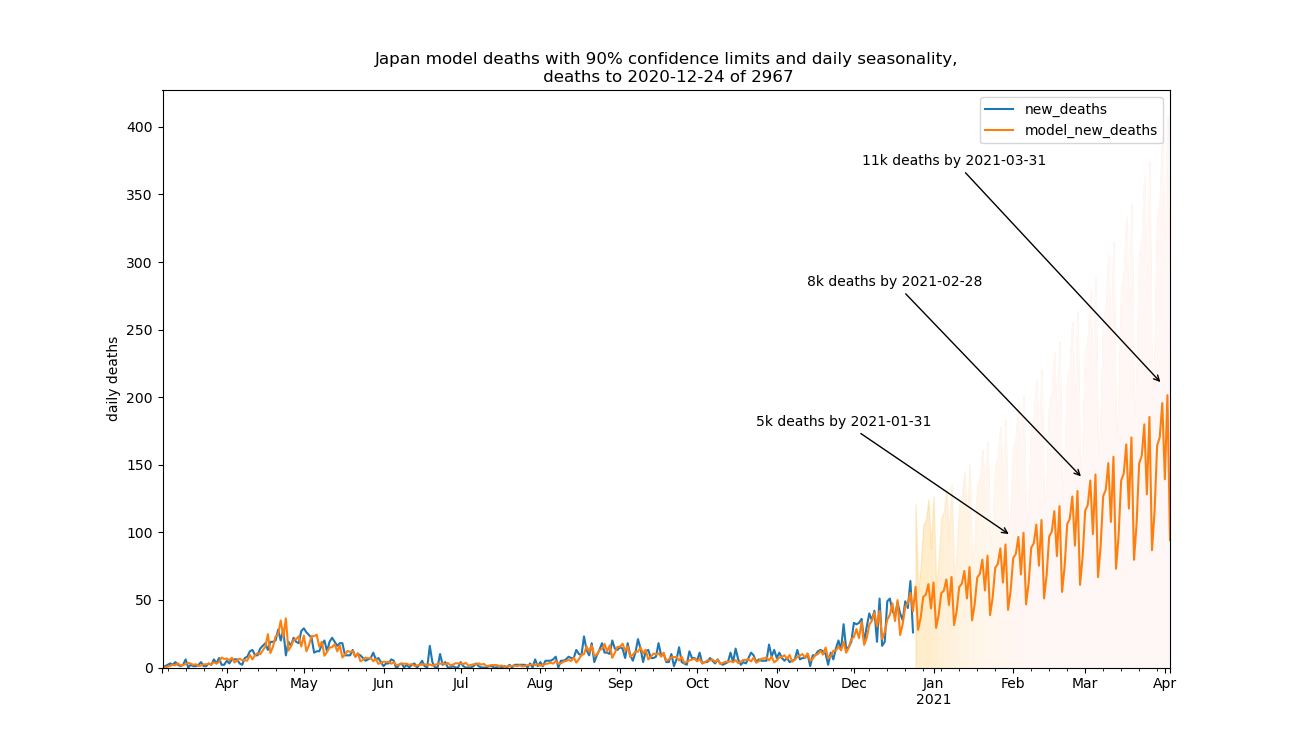 Japan model deaths with 90% confidence limits and daily seasonality,
deaths to 2020-12-24 of 2967
new_deaths
model_new_deaths
400
350
300
250
200
150
100
50
0
daily deaths
11k deaths by 2021-03-31
8k deaths by 2021-02-28
5k deaths by 2021-01-31
Apr May Jun Jul Aug Sep Oct Nov Dec Jan Feb Mar Apr
2021